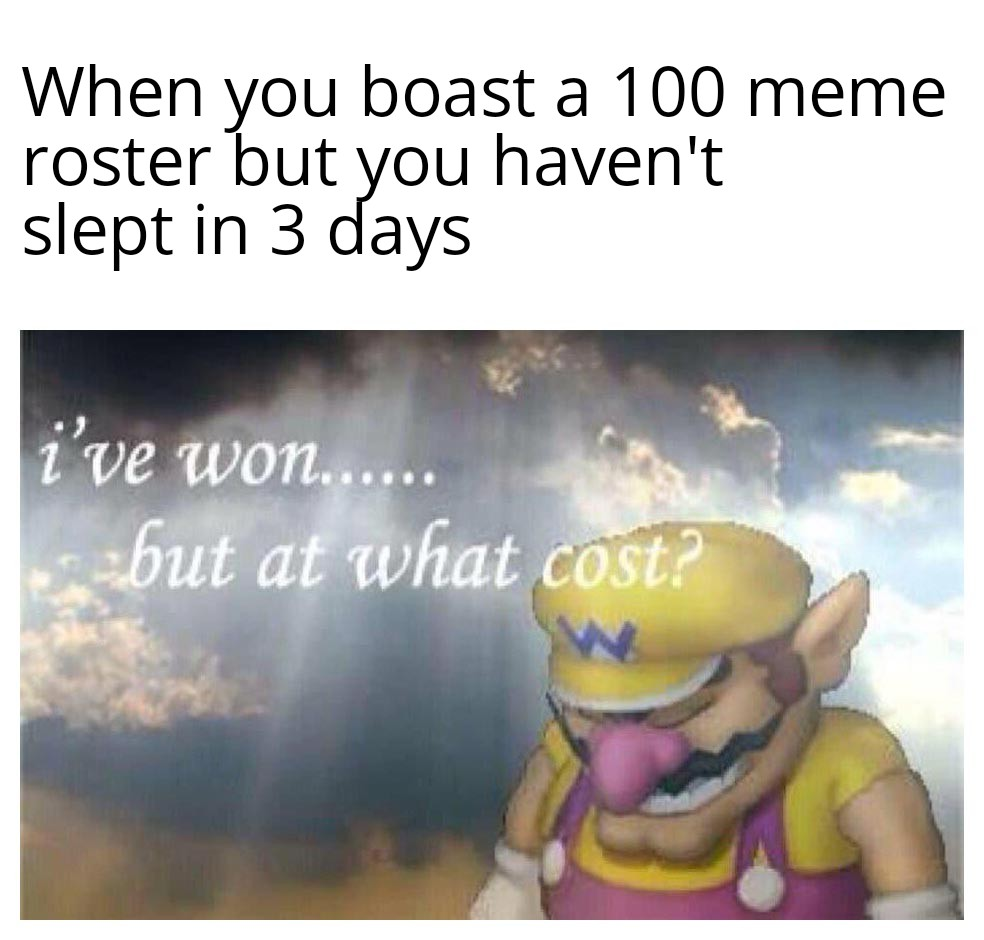 When you boast a 100 meme
roster but you haven't
slept in 3 days
i've won......
but at what cost?
W